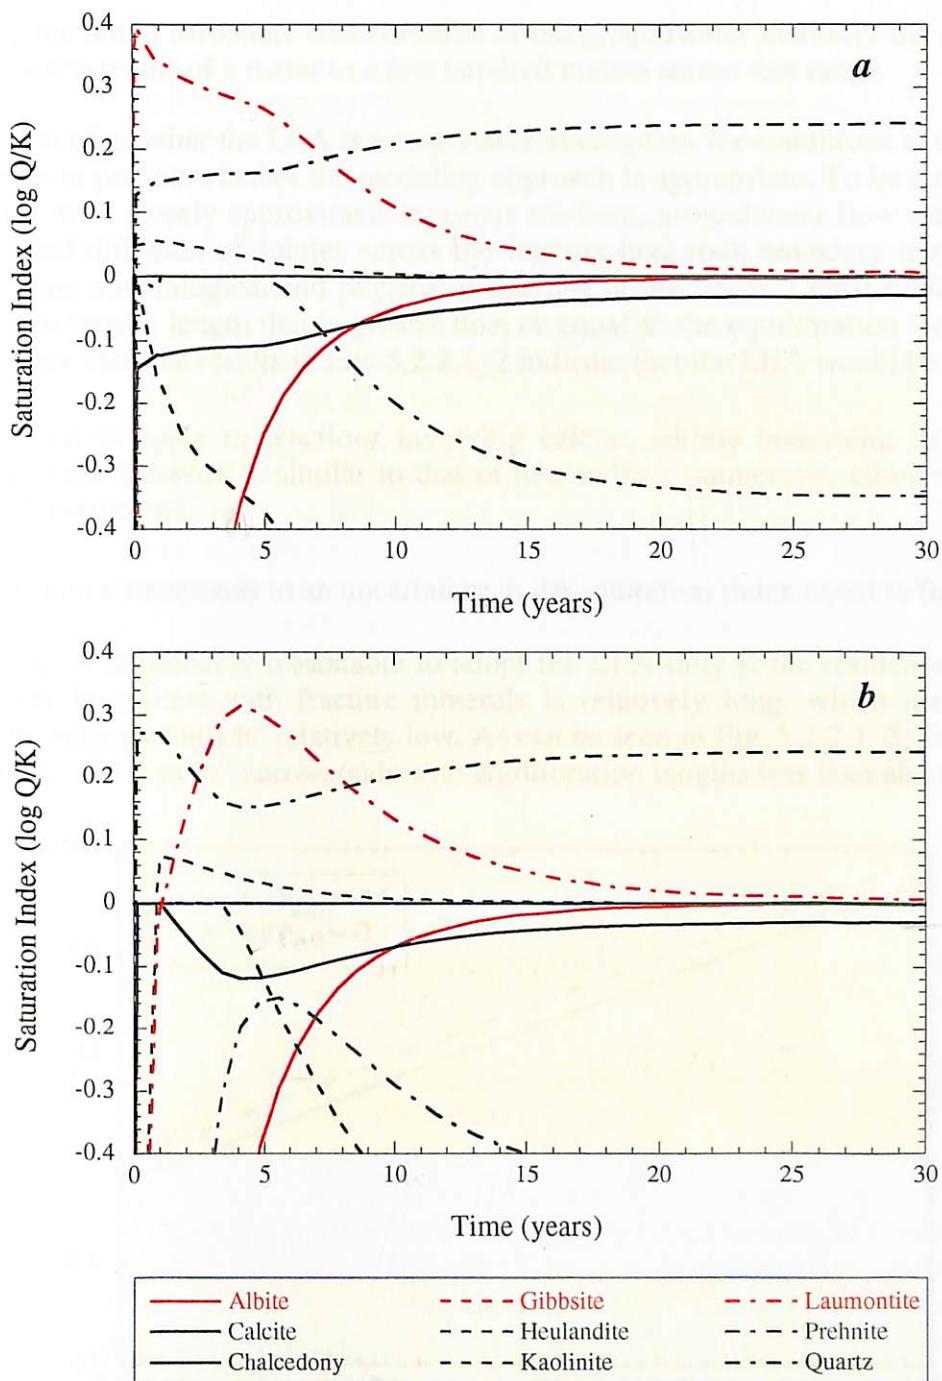 a
0.4
0.3
0.2
0.1
0
-0.1
-0.2
-0.3
-0.4
Saturation Index (log Q/K)
0 5 10 15 20 25 30
Time (years)
b
0.4
0.3
0.2
0.1
0
-0.1
-0.2
-0.3
-0.4
Saturation Index (log Q/K)
0 5 10 15 20 25 30
Time (years)
Albite Gibbsite Laumontite
Calcite Heulandite Prehnite
Chalcedony Kaolinite Quartz